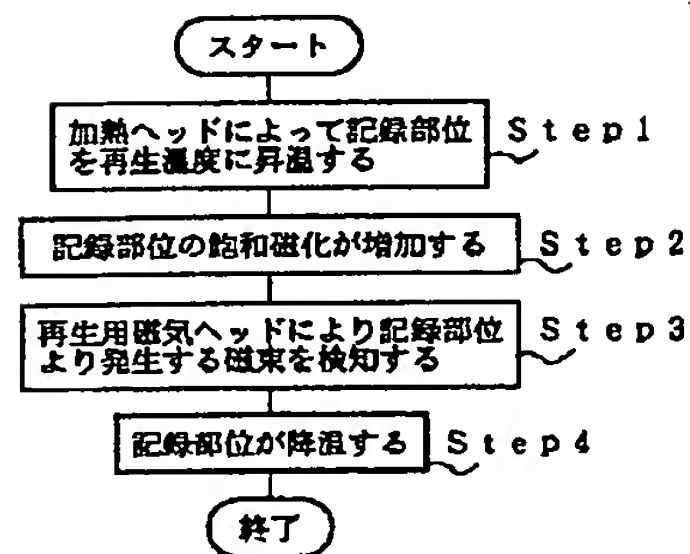 スタート
加熱ヘッドによって記録部位
を再生温度に昇温する
Step1
記録部位の飽和磁化が増加する
Step2
再生用磁気ヘッドにより記録部位
より発生する磁束を検知する
Step3
記録部位が降温する
Step4
終了